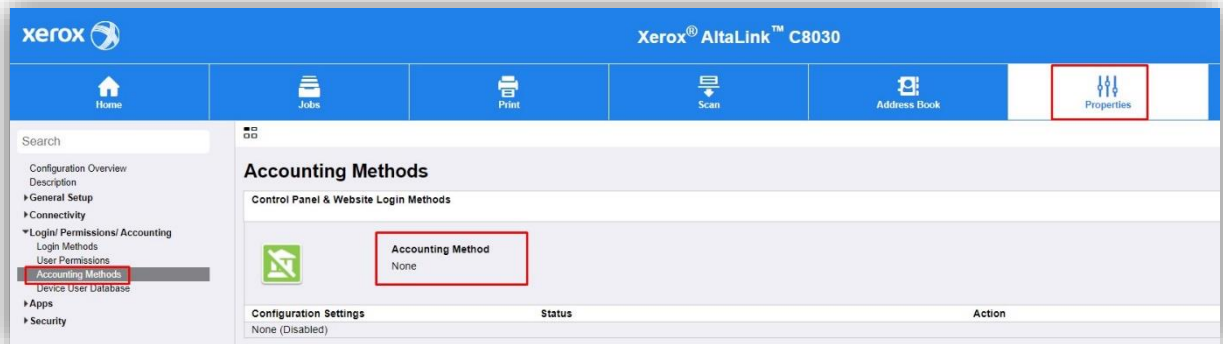 xerox
Xerox® AltaLink™ C8030
Home
Jobs
Print
Scan
Address Book
Properties
Search
Configuration Overview
Description
General Setup
Connectivity
Login/ Permissions/ Accounting
Login Methods
User Permissions
Accounting Methods
Device User Database
Apps
Security
Accounting Methods
Control Panel & Website Login Methods
Accounting Method
None
Configuration Settings Status Action
None (Disabled)